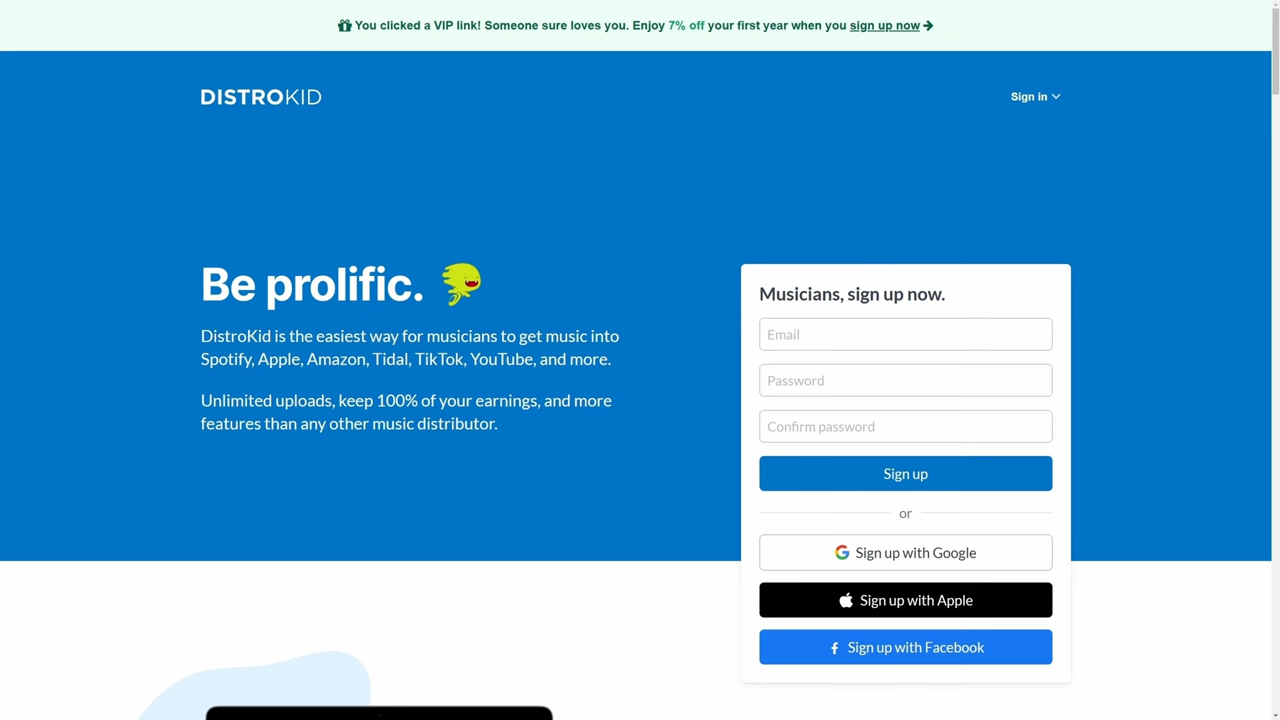 You clicked a VIP link! Someone sure loves you. Enjoy 7% off your first year when you sign up now
DISTROKID
Sign in
Be prolific.
DistroKid is the easiest way for musicians to get music into
Spotify, Apple, Amazon, Tidal, TikTok, YouTube, and more.
Unlimited uploads, keep 100% of your earnings, and more
features than any other music distributor.
Musicians, sign up now.
Email
Password
Confirm password
Sign up
or
Sign up with Google
Sign up with Apple
Sign up with Facebook